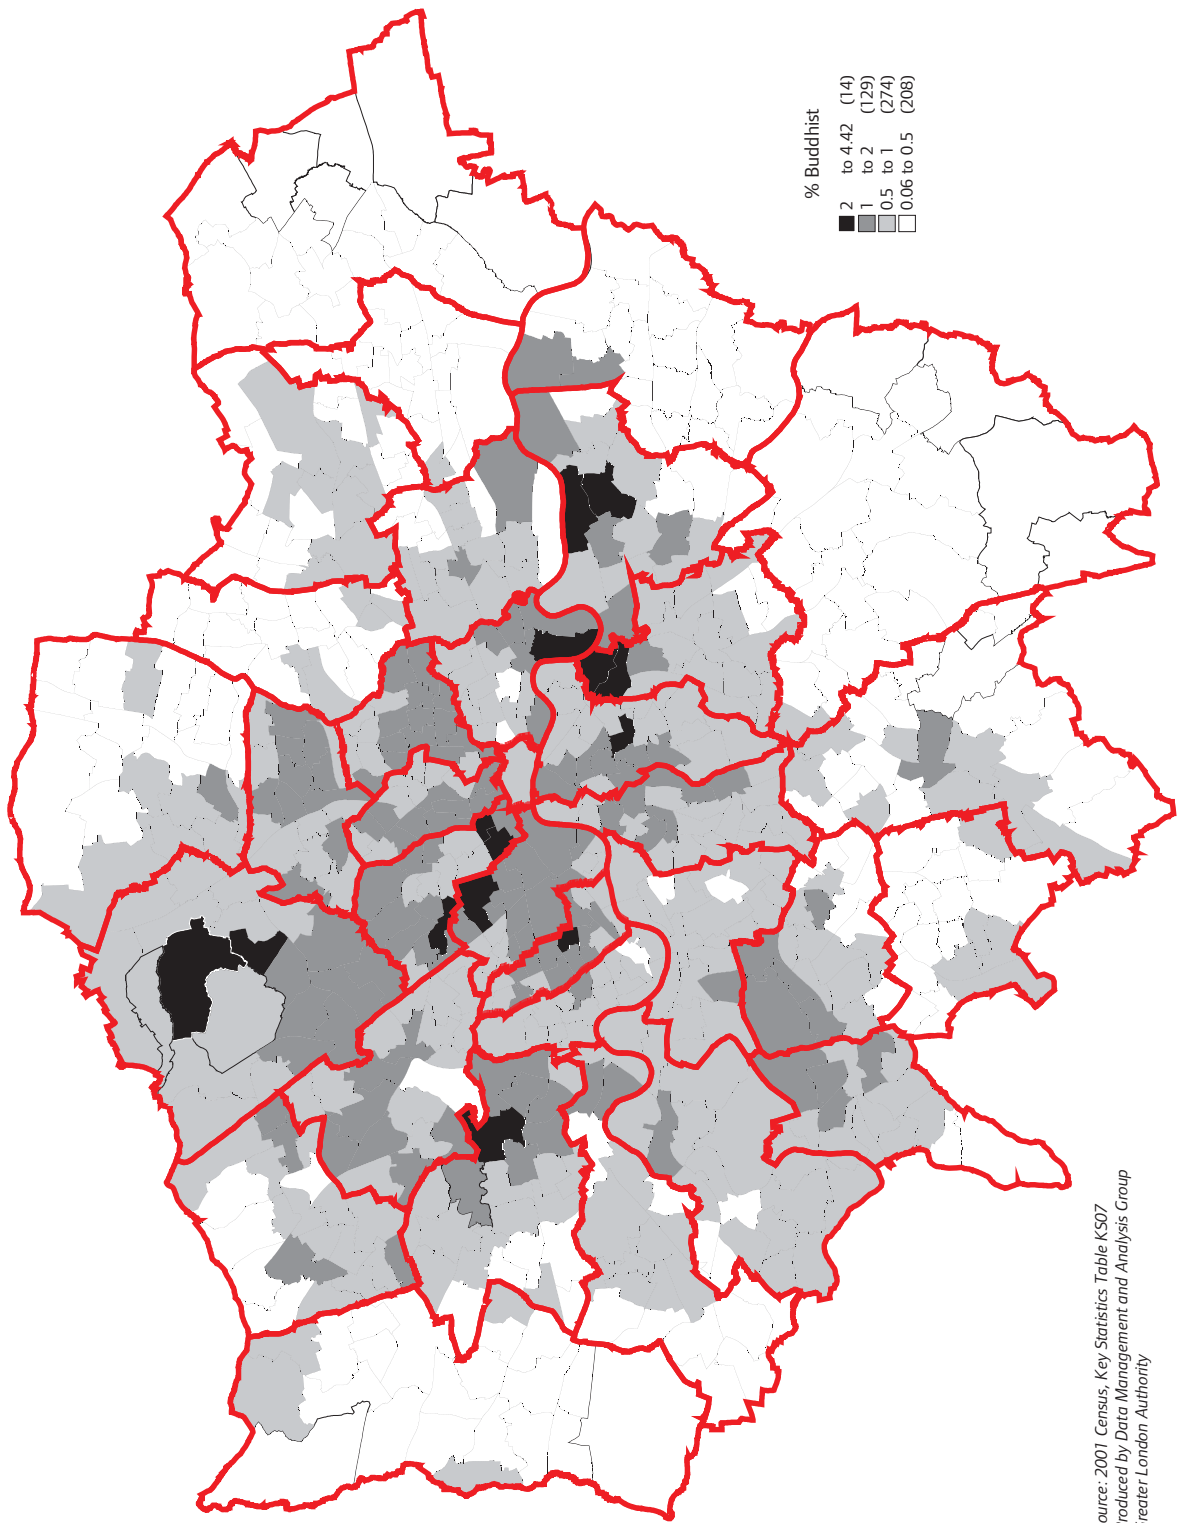 % Buddhist
2 to 4.42 (14)
1 to 2 (129)
0.5 to 1 (274)
0.06 to 0.5 (208)
ource: 2001 Census, Key Statistics Table KS07
roduced by Data Management and Analysis Group
reater London Authority